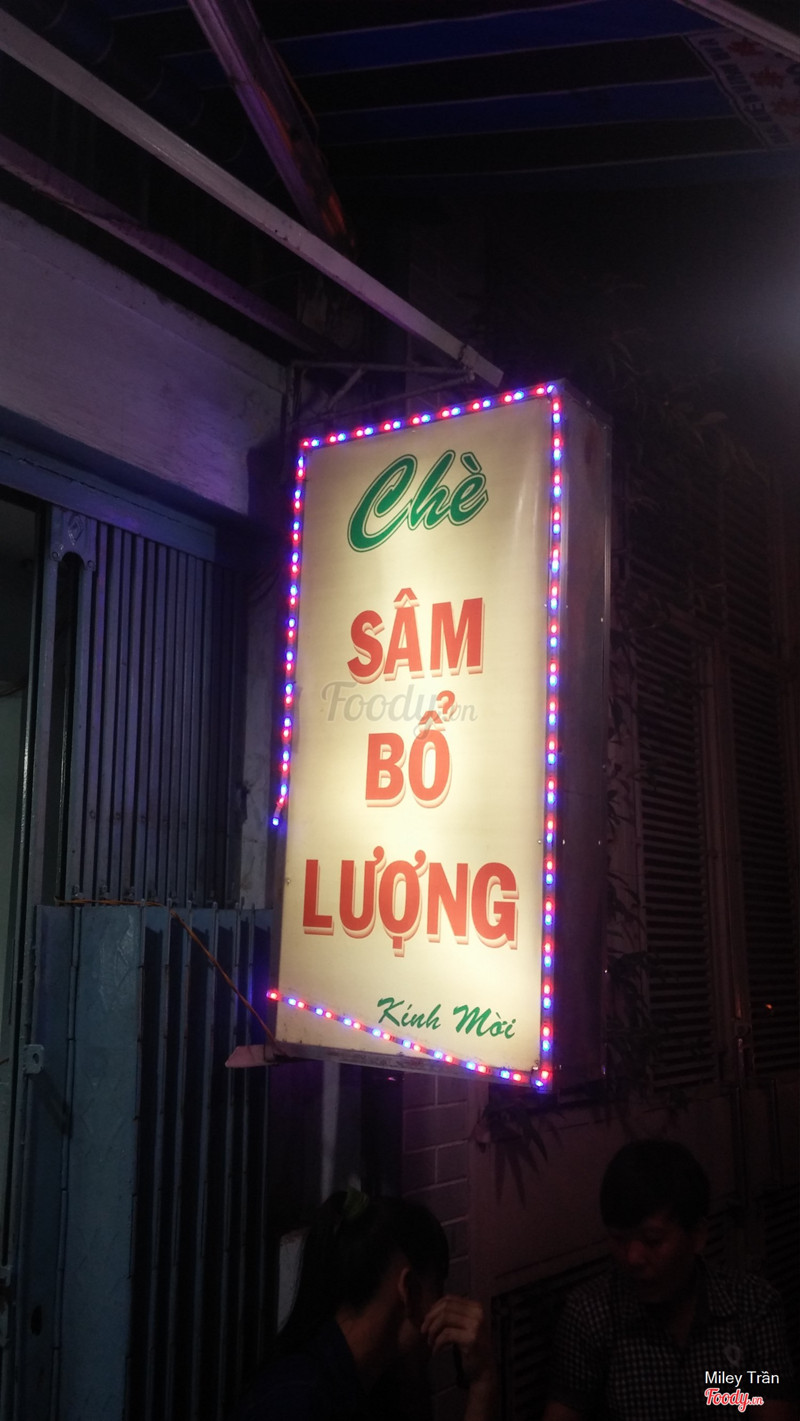 Chè
SÂM
Foody.vn
BỔ
LƯỢNG
Kính Mời
Miley Trần
Foody.vn